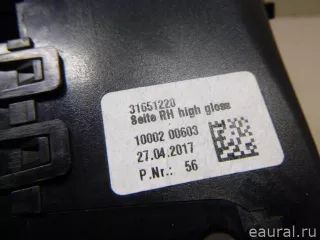 31651220
Seite RH high gloss
10002 00603
27.04.2017
P.Nr.: 56
© eaural.ru